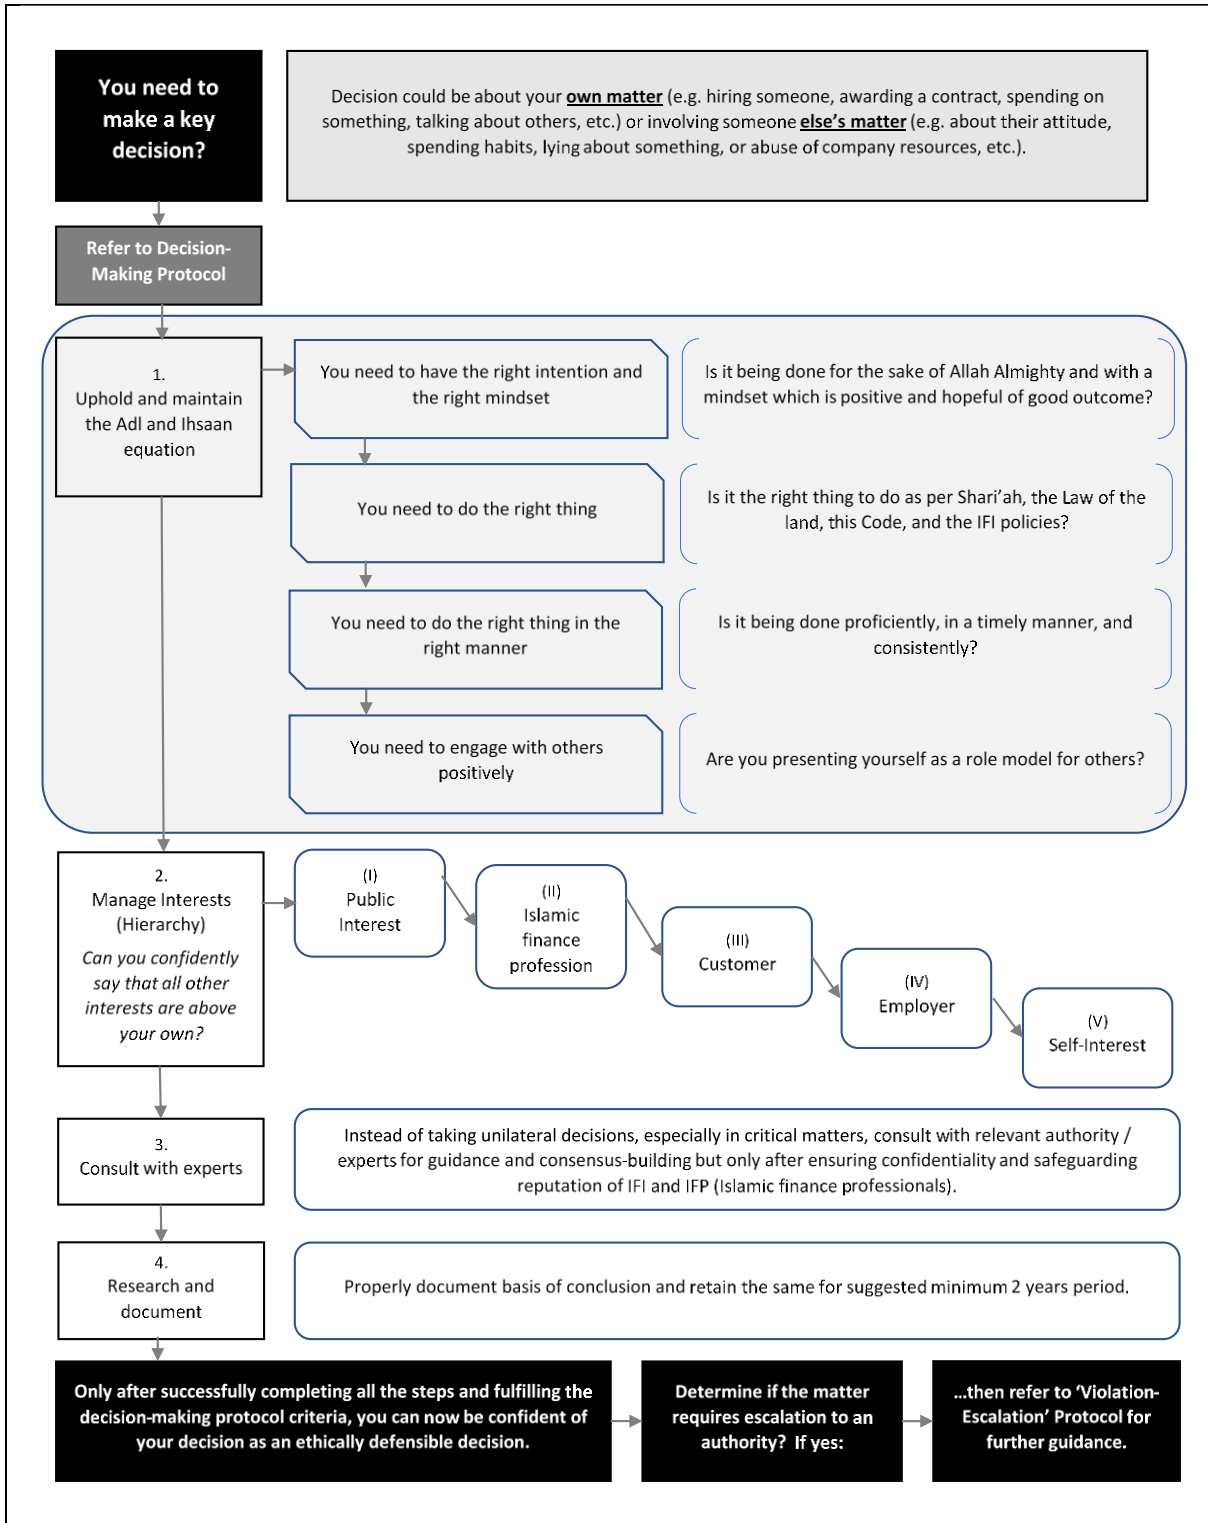 You need to
make a key
decision?
Decision could be about your own matter (e.g. hiring someone, awarding a contract, spending on
something, talking about others, etc.) or involving someone else's matter (e.g. about their attitude,
spending habits, lying about something, or abuse of company resources, etc.).
Refer to Decision-
Making Protocol
1.
Uphold and maintain
the Adl and Ihsaan
equation
You need to have the right intention and
the right mindset
Is it being done for the sake of Allah Almighty and with a
mindset which is positive and hopeful of good outcome?
You need to do the right thing
Is it the right thing to do as per Shari'ah, the Law of the
land, this Code, and the IFI policies?
You need to do the right thing in the
right manner
Is it being done proficiently, in a timely manner, and
consistently?
You need to engage with others
positively
Are you presenting yourself as a role model for others?
2.
Manage Interests
(Hierarchy)
Can you confidently
say that all other
interests are above
your own?
(I)
Public
Interest
(II)
Islamic
finance
profession
(III)
Customer
(IV)
Employer
(V)
Self-Interest
3.
Consult with experts
Instead of taking unilateral decisions, especially in critical matters, consult with relevant authority /
experts for guidance and consensus-building but only after ensuring confidentiality and safeguarding
reputation of IFI and IFP (Islamic finance professionals).
4.
Research and
document
Properly document basis of conclusion and retain the same for suggested minimum 2 years period.
Only after successfully completing all the steps and fulfilling the
decision-making protocol criteria, you can now be confident of
your decision as an ethically defensible decision.
Determine if the matter
requires escalation to an
authority? If yes:
...then refer to 'Violation-
Escalation' Protocol for
further guidance.